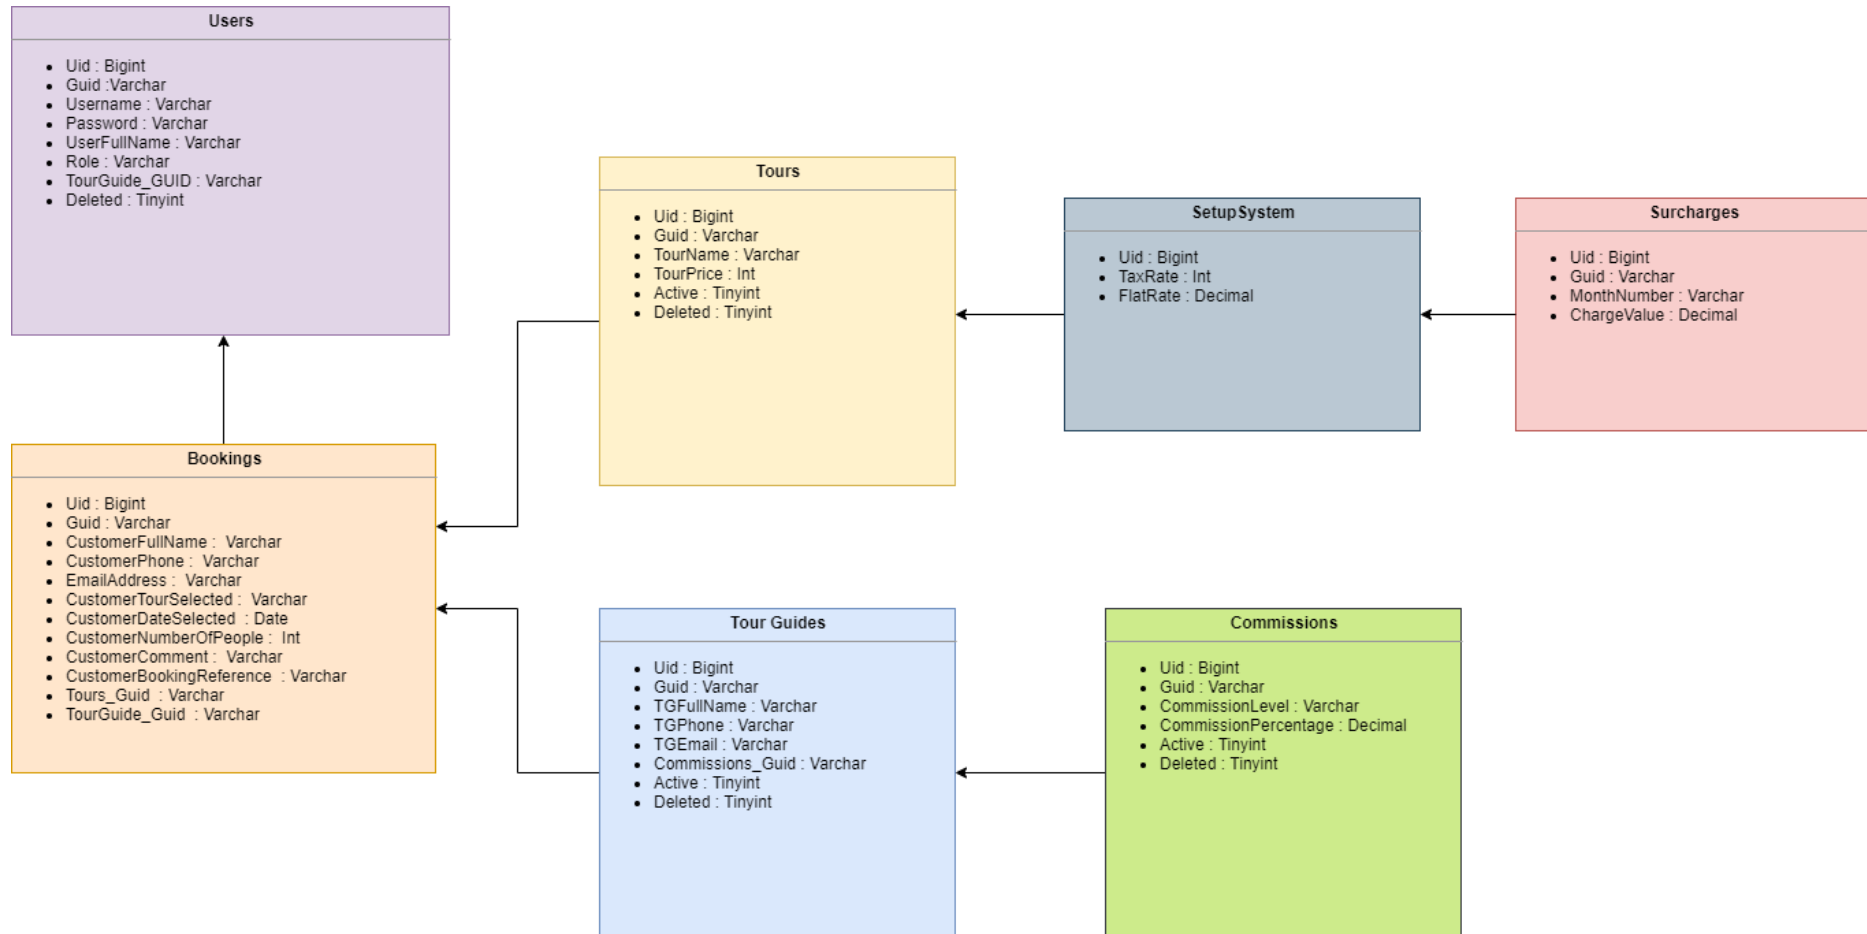 Users
Uid : Bigint
Guid :Varchar
Username : Varchar
Password : Varchar
UserFullName : Varchar
Role : Varchar
TourGuide_GUID : Varchar
Deleted : Tinyint
Tours
Uid : Bigint
Guid : Varchar
TourName : Varchar
TourPrice : Int
Active : Tinyint
Deleted : Tinyint
SetupSystem
Uid : Bigint
TaxRate : Int
FlatRate : Decimal
Surcharges
Uid : Bigint
Guid : Varchar
MonthNumber : Varchar
ChargeValue : Decimal
Bookings
Uid : Bigint
Guid : Varchar
CustomerFullName :  Varchar
CustomerPhone :  Varchar
EmailAddress :  Varchar
CustomerTourSelected :  Varchar
CustomerDateSelected  : Date
CustomerNumberOfPeople :  Int
CustomerComment :  Varchar
CustomerBookingReference  : Varchar
Tours_Guid  : Varchar
TourGuide_Guid  : Varchar
Tour Guides
Uid : Bigint
Guid : Varchar
TGFullName : Varchar
TGPhone : Varchar
TGEmail : Varchar
Commissions_Guid : Varchar
Active : Tinyint
Deleted : Tinyint
Commissions
Uid : Bigint
Guid : Varchar
CommissionLevel : Varchar
CommissionPercentage : Decimal
Active : Tinyint
Deleted : Tinyint